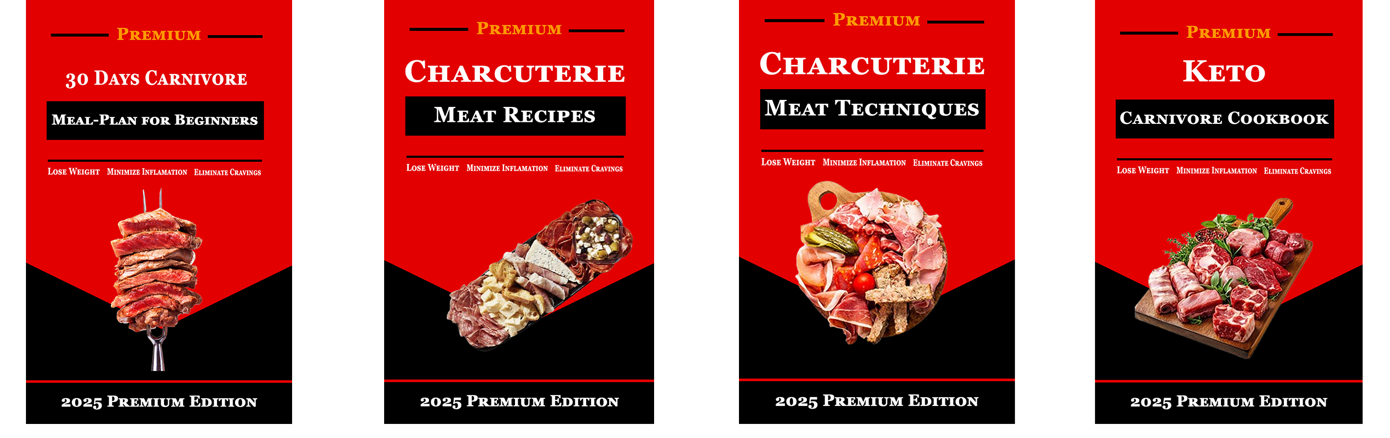 PREMIUM
30 DAYS CARNIVORE
MEAL-PLAN FOR BEGINNERS
LOSE WEIGHT MINIMIZE INFLAMATION ELIMINATE CRAVINGS
2025 PREMIUM EDITION
PREMIUM
CHARCUTERIE
MEAT RECIPES
LOSE WEIGHT MINIMIZE INFLAMATION ELIMINATE CRAVINGS
2025 PREMIUM EDITION
PREMIUM
CHARCUTERIE
MEAT TECHNIQUES
LOSE WEIGHT MINIMIZE INFLAMATION ELIMINATE CRAVINGS
2025 PREMIUM EDITION
PREMIUM
KETO
CARNIVORE COOKBOOK
LOSE WEIGHT MINIMIZE INFLAMATION ELIMINATE CRAVINGS
2025 PREMIUM EDITION